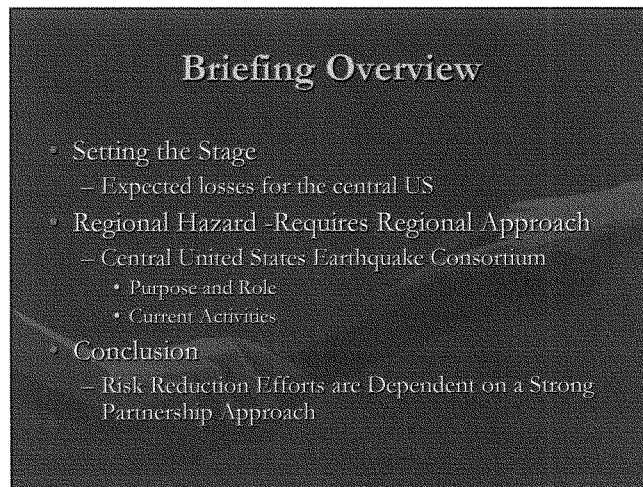 Briefing Overview
• Setting the Stage
– Expected losses for the central US
• Regional Hazard -Requires Regional Approach
– Central United States Earthquake Consortium
• Purpose and Role
• Current Activities
• Conclusion
– Risk Reduction Efforts are Dependent on a Strong
Partnership Approach